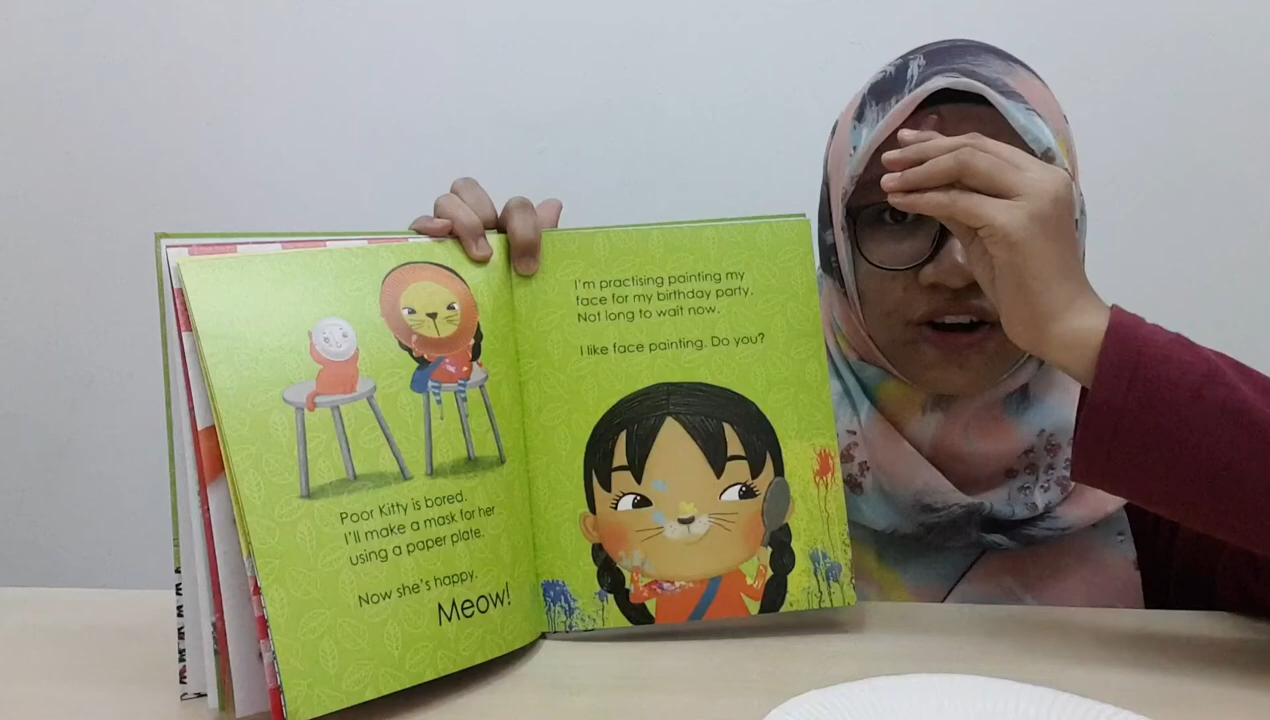 Poor Kitty is bored.
I'll make a mask for her
using a paper plate.
Now she's happy.
Meow!
I'm practising painting my
face for my birthday party.
Not long to wait now.
I like face painting. Do you?